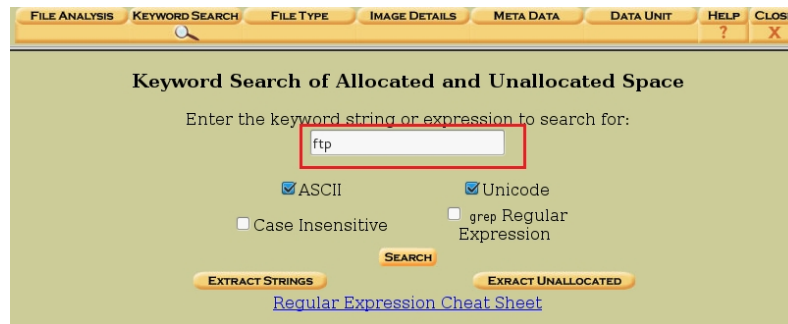 FILE ANALYSIS KEYWORD SEARCH FILE TYPE IMAGE DETAILS META DATA DATA UNIT HELP CLOS
? X
Keyword Search of Allocated and Unallocated Space
Enter the keyword string or expression to search for:
ftp
ASCII Unicode
Case Insensitive grep Regular
Expression
SEARCH
EXTRACT STRINGS EXRACT UNALLOCATED
Regular Expression Cheat Sheet